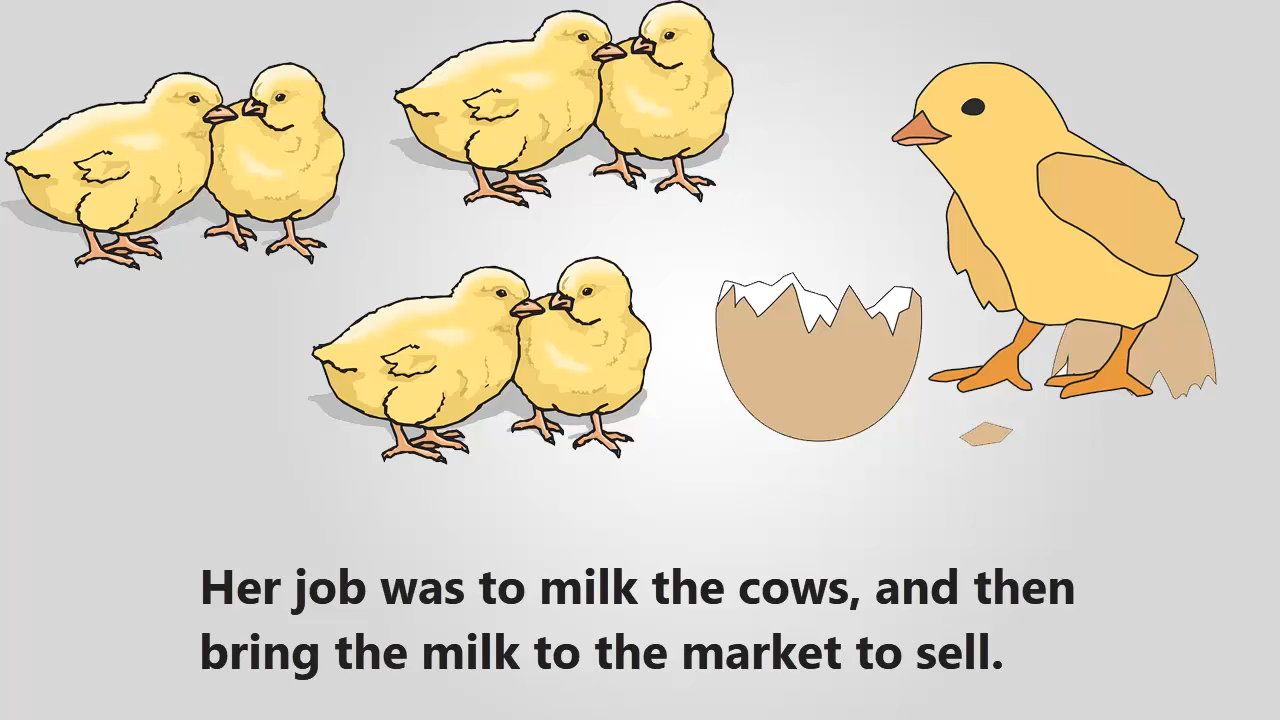 Her job was to milk the cows, and then
bring the milk to the market to sell.